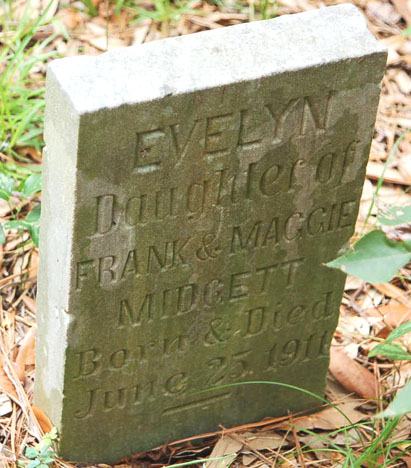 EVELYN
Daughter of
FRANK & MAGGIE
MIDGETT
Born & Died
June 25. 1911